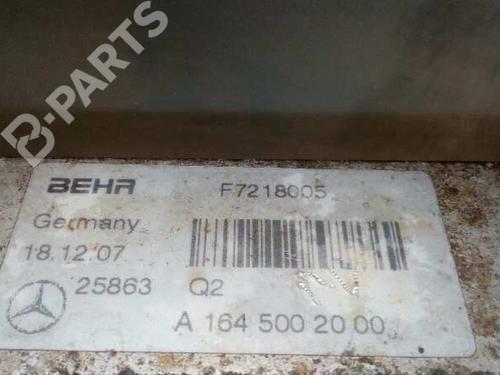 B-PARTS
BEHR F7218005
Germany
18.12.07
25863 Q2
A 164 500 20 00